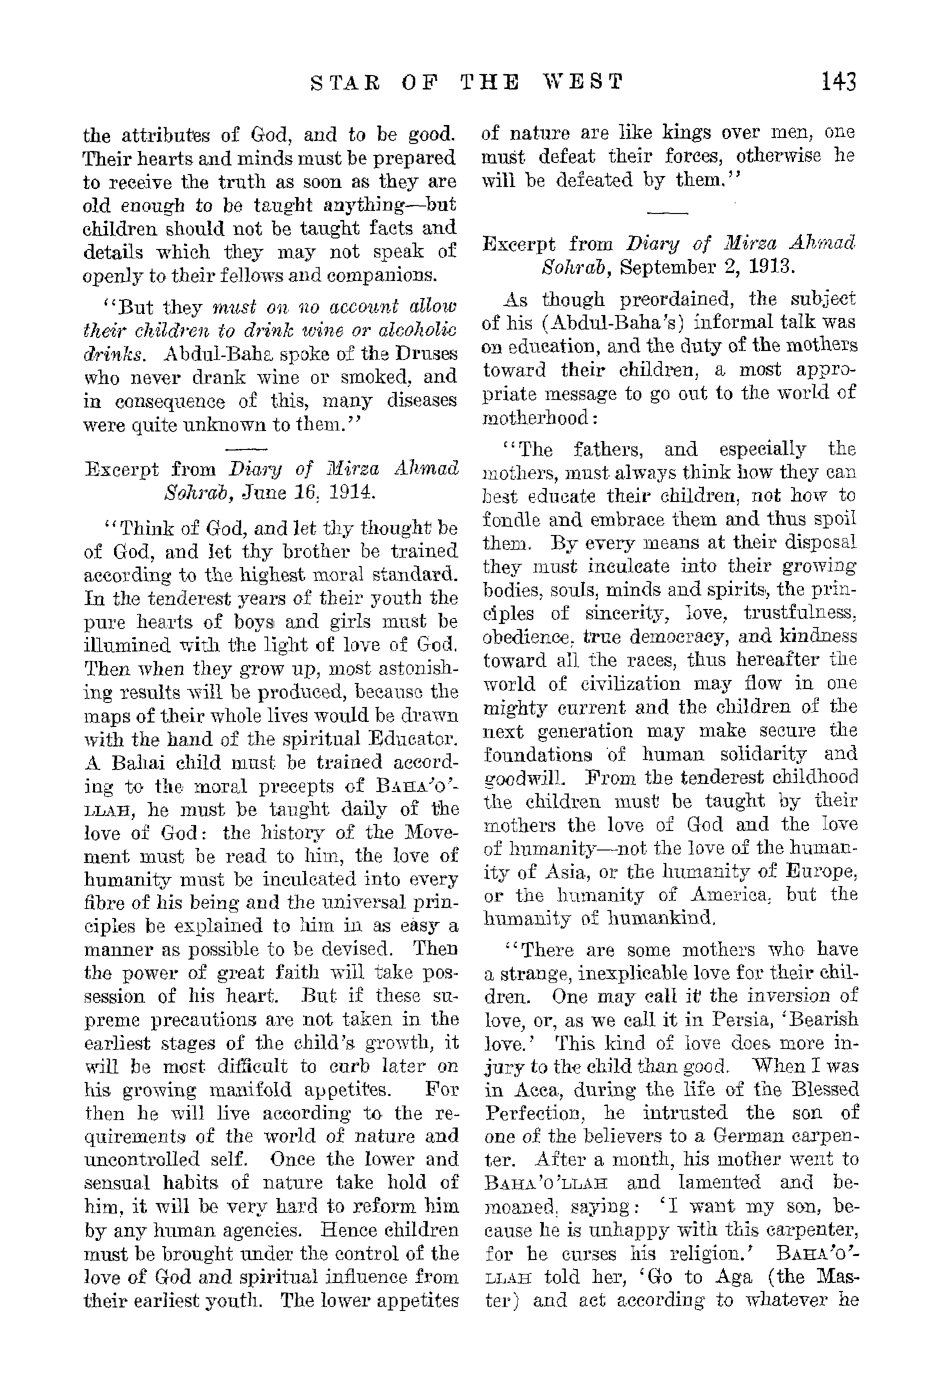 STAR OF THE WEST 143
the attributes of God, and to be good.
Their hearts and minds must be prepared
to receive the truth as soon as they are
old enough to be taught anything—but
children should not be taught facts and
details which they may not speak of
openly to their fellows and companions.
"But they must on no account allow
their children to drink wine or alcoholic
drinks. Abdul-Baha spoke of the Druses
who never drank wine or smoked, and
in consequence of this, many diseases
were quite unknown to them."
Excerpt from Diary of Mirza Ahmad
Sohrab, June 16, 1914.
"Think of God, and let thy thought be
of God, and let thy brother be trained
according to the highest moral standard.
In the tenderest years of their youth the
pure hearts of boys and girls must be
illumined with the light of love of God.
Then when they grow up, most astonish-
ing results will be produced, because the
maps of their whole lives would be drawn
with the hand of the spiritual Educator.
A Bahai child must be trained accord-
ing to the moral precepts of BAHA'O'-
LLAH, he must be taught daily of the
love of God: the history of the Move-
ment must be read to him, the love of
humanity must be inculcated into every
fibre of his being and the universal prin-
ciples be explained to him in as easy a
manner as possible to be devised. Then
the power of great faith will take pos-
session of his heart. But if these su-
preme precautions are not taken in the
earliest stages of the child's growth, it
will be most difficult to curb later on
his growing manifold appetites. For
then he will live according to the re-
quirements of the world of nature and
uncontrolled self. Once the lower and
sensual habits of nature take hold of
him, it will be very hard to reform him
by any human agencies. Hence children
must be brought under the control of the
love of God and spiritual influence from
their earliest youth. The lower appetites
of nature are like kings over men, one
must defeat their forces, otherwise he
will be defeated by them."
Excerpt from Diary of Mirza Ahmad
Sohrab, September 2, 1913.
As though preordained, the subject
of his (Abdul-Baha's) informal talk was
on education, and the duty of the mothers
toward their children, a most appro-
priate message to go out to the world of
motherhood:
"The fathers, and especially the
mothers, must always think how they can
best educate their children, not how to
fondle and embrace them and thus spoil
them. By every means at their disposal
they must inculcate into their growing
bodies, souls, minds and spirits, the prin-
ciples of sincerity, love, trustfulness,
obedience, true democracy, and kindness
toward all the races, thus hereafter the
world of civilization may flow in one
mighty current and the children of the
next generation may make secure the
foundations of human solidarity and
goodwill. From the tenderest childhood
the children must be taught by their
mothers the love of God and the love
of humanity—not the love of the human-
ity of Asia, or the humanity of Europe,
or the humanity of America, but the
humanity of humankind.
"There are some mothers who have
a strange, inexplicable love for their chil-
dren. One may call it the inversion of
love, or, as we call it in Persia, 'Bearish
love.' This kind of love does more in-
jury to the child than good. When I was
in Acca, during the life of the Blessed
Perfection, he intrusted the son of
one of the believers to a German carpen-
ter. After a month, his mother went to
BAHA'O'LLAH and lamented and be-
moaned, saying: 'I want my son, be-
cause he is unhappy with this carpenter,
for he curses his religion.' BAHA'O'-
LLAH told her, 'Go to Aga (the Mas-
ter) and act according to whatever he